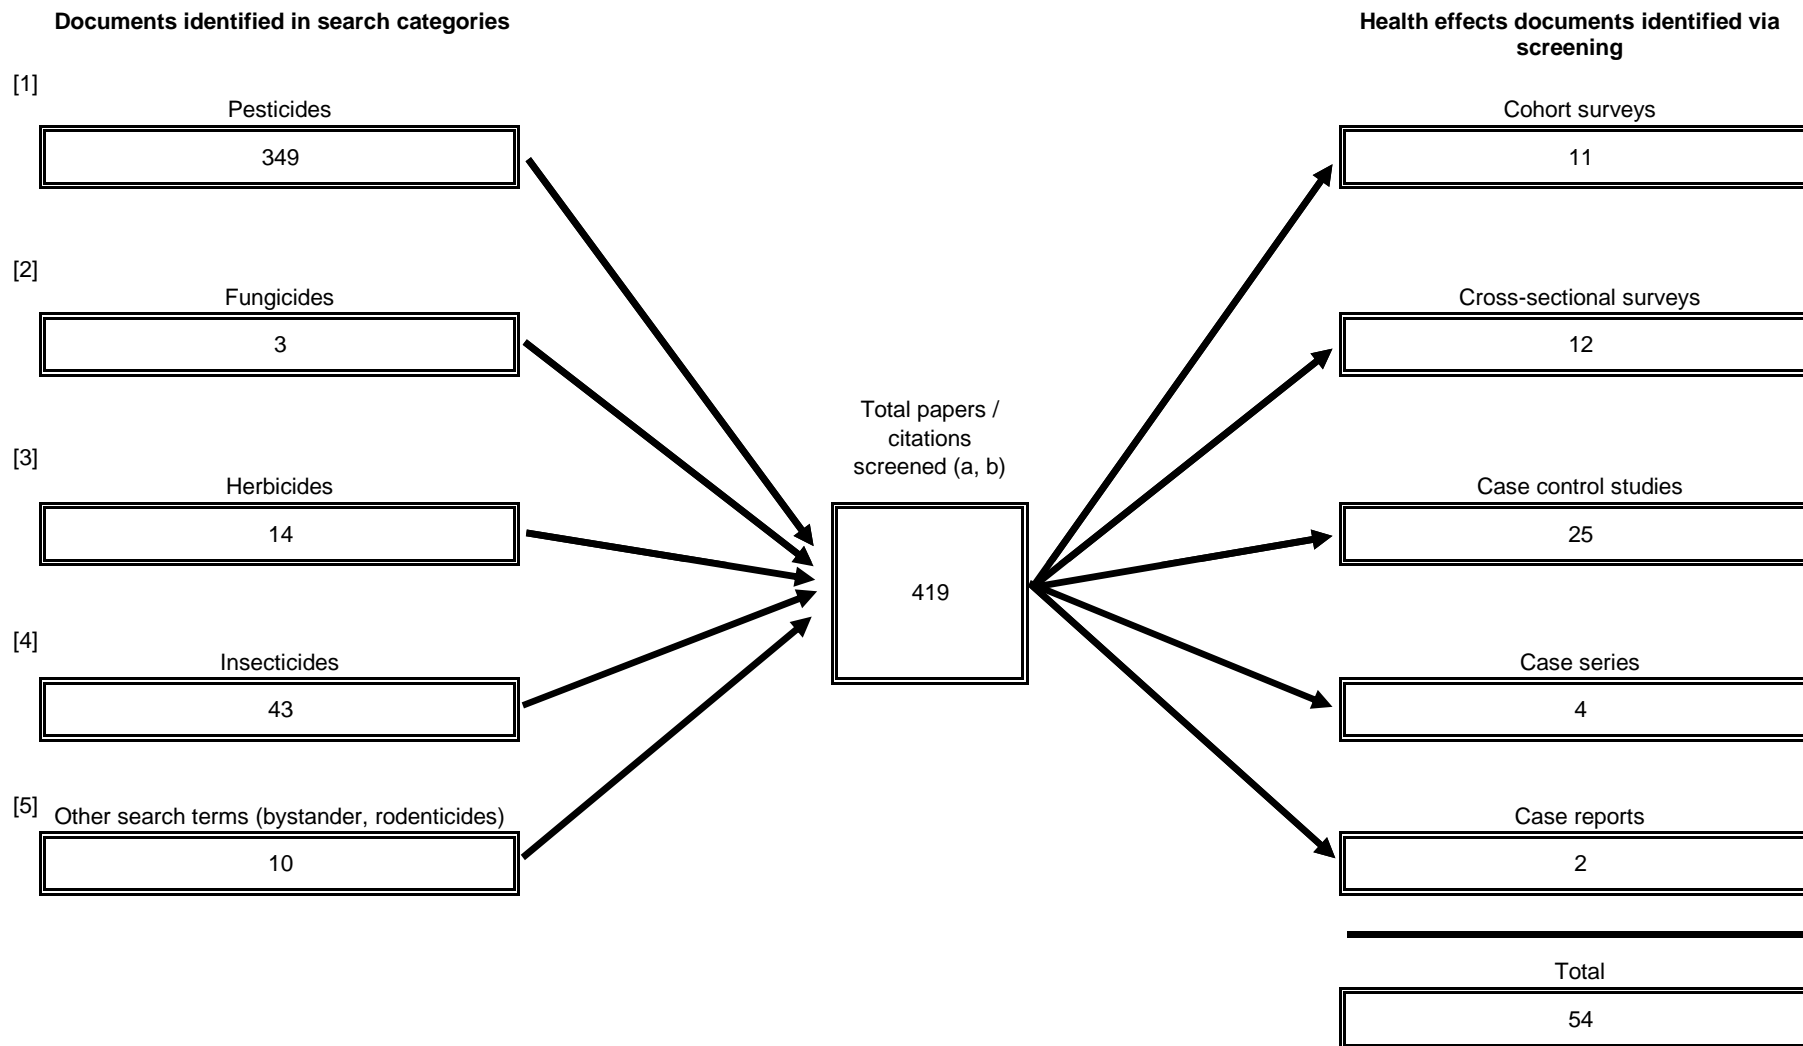 Documents identified in search categories
[1]
Pesticides
349
[2]
Fungicides
3
[3]
Herbicides
14
[4]
Insecticides
43
[5]
Other search terms (bystander, rodenticides)
10
Total papers /
citations
screened (a, b)
419
Health effects documents identified via
screening
Cohort surveys
11
Cross-sectional surveys
12
Case control studies
25
Case series
4
Case reports
2
Total
54